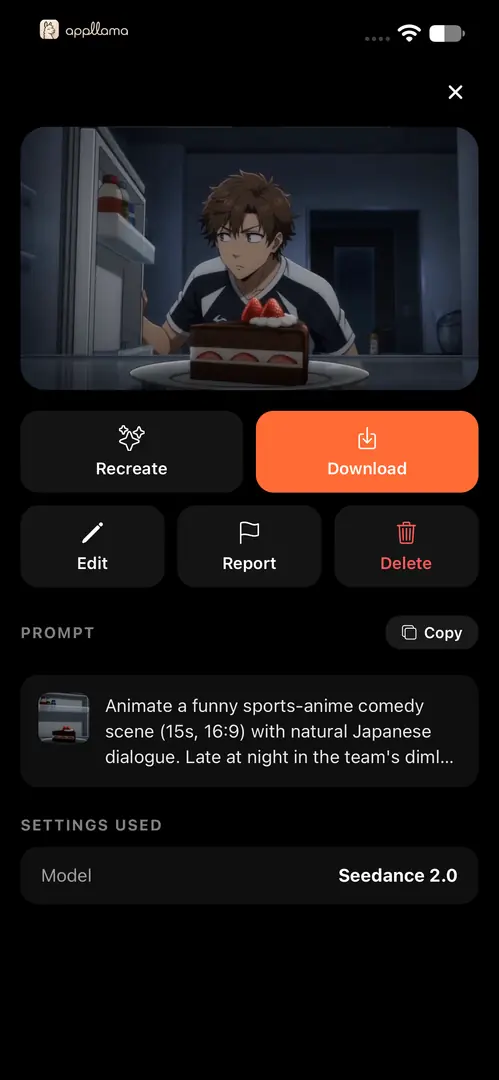 appllama
Recreate
Download
Edit
Report
Delete
PROMPT
Copy
Animate a funny sports-anime comedy
scene (15s, 16:9) with natural Japanese
dialogue. Late at night in the team's diml...
SETTINGS USED
Model
Seedance 2.0